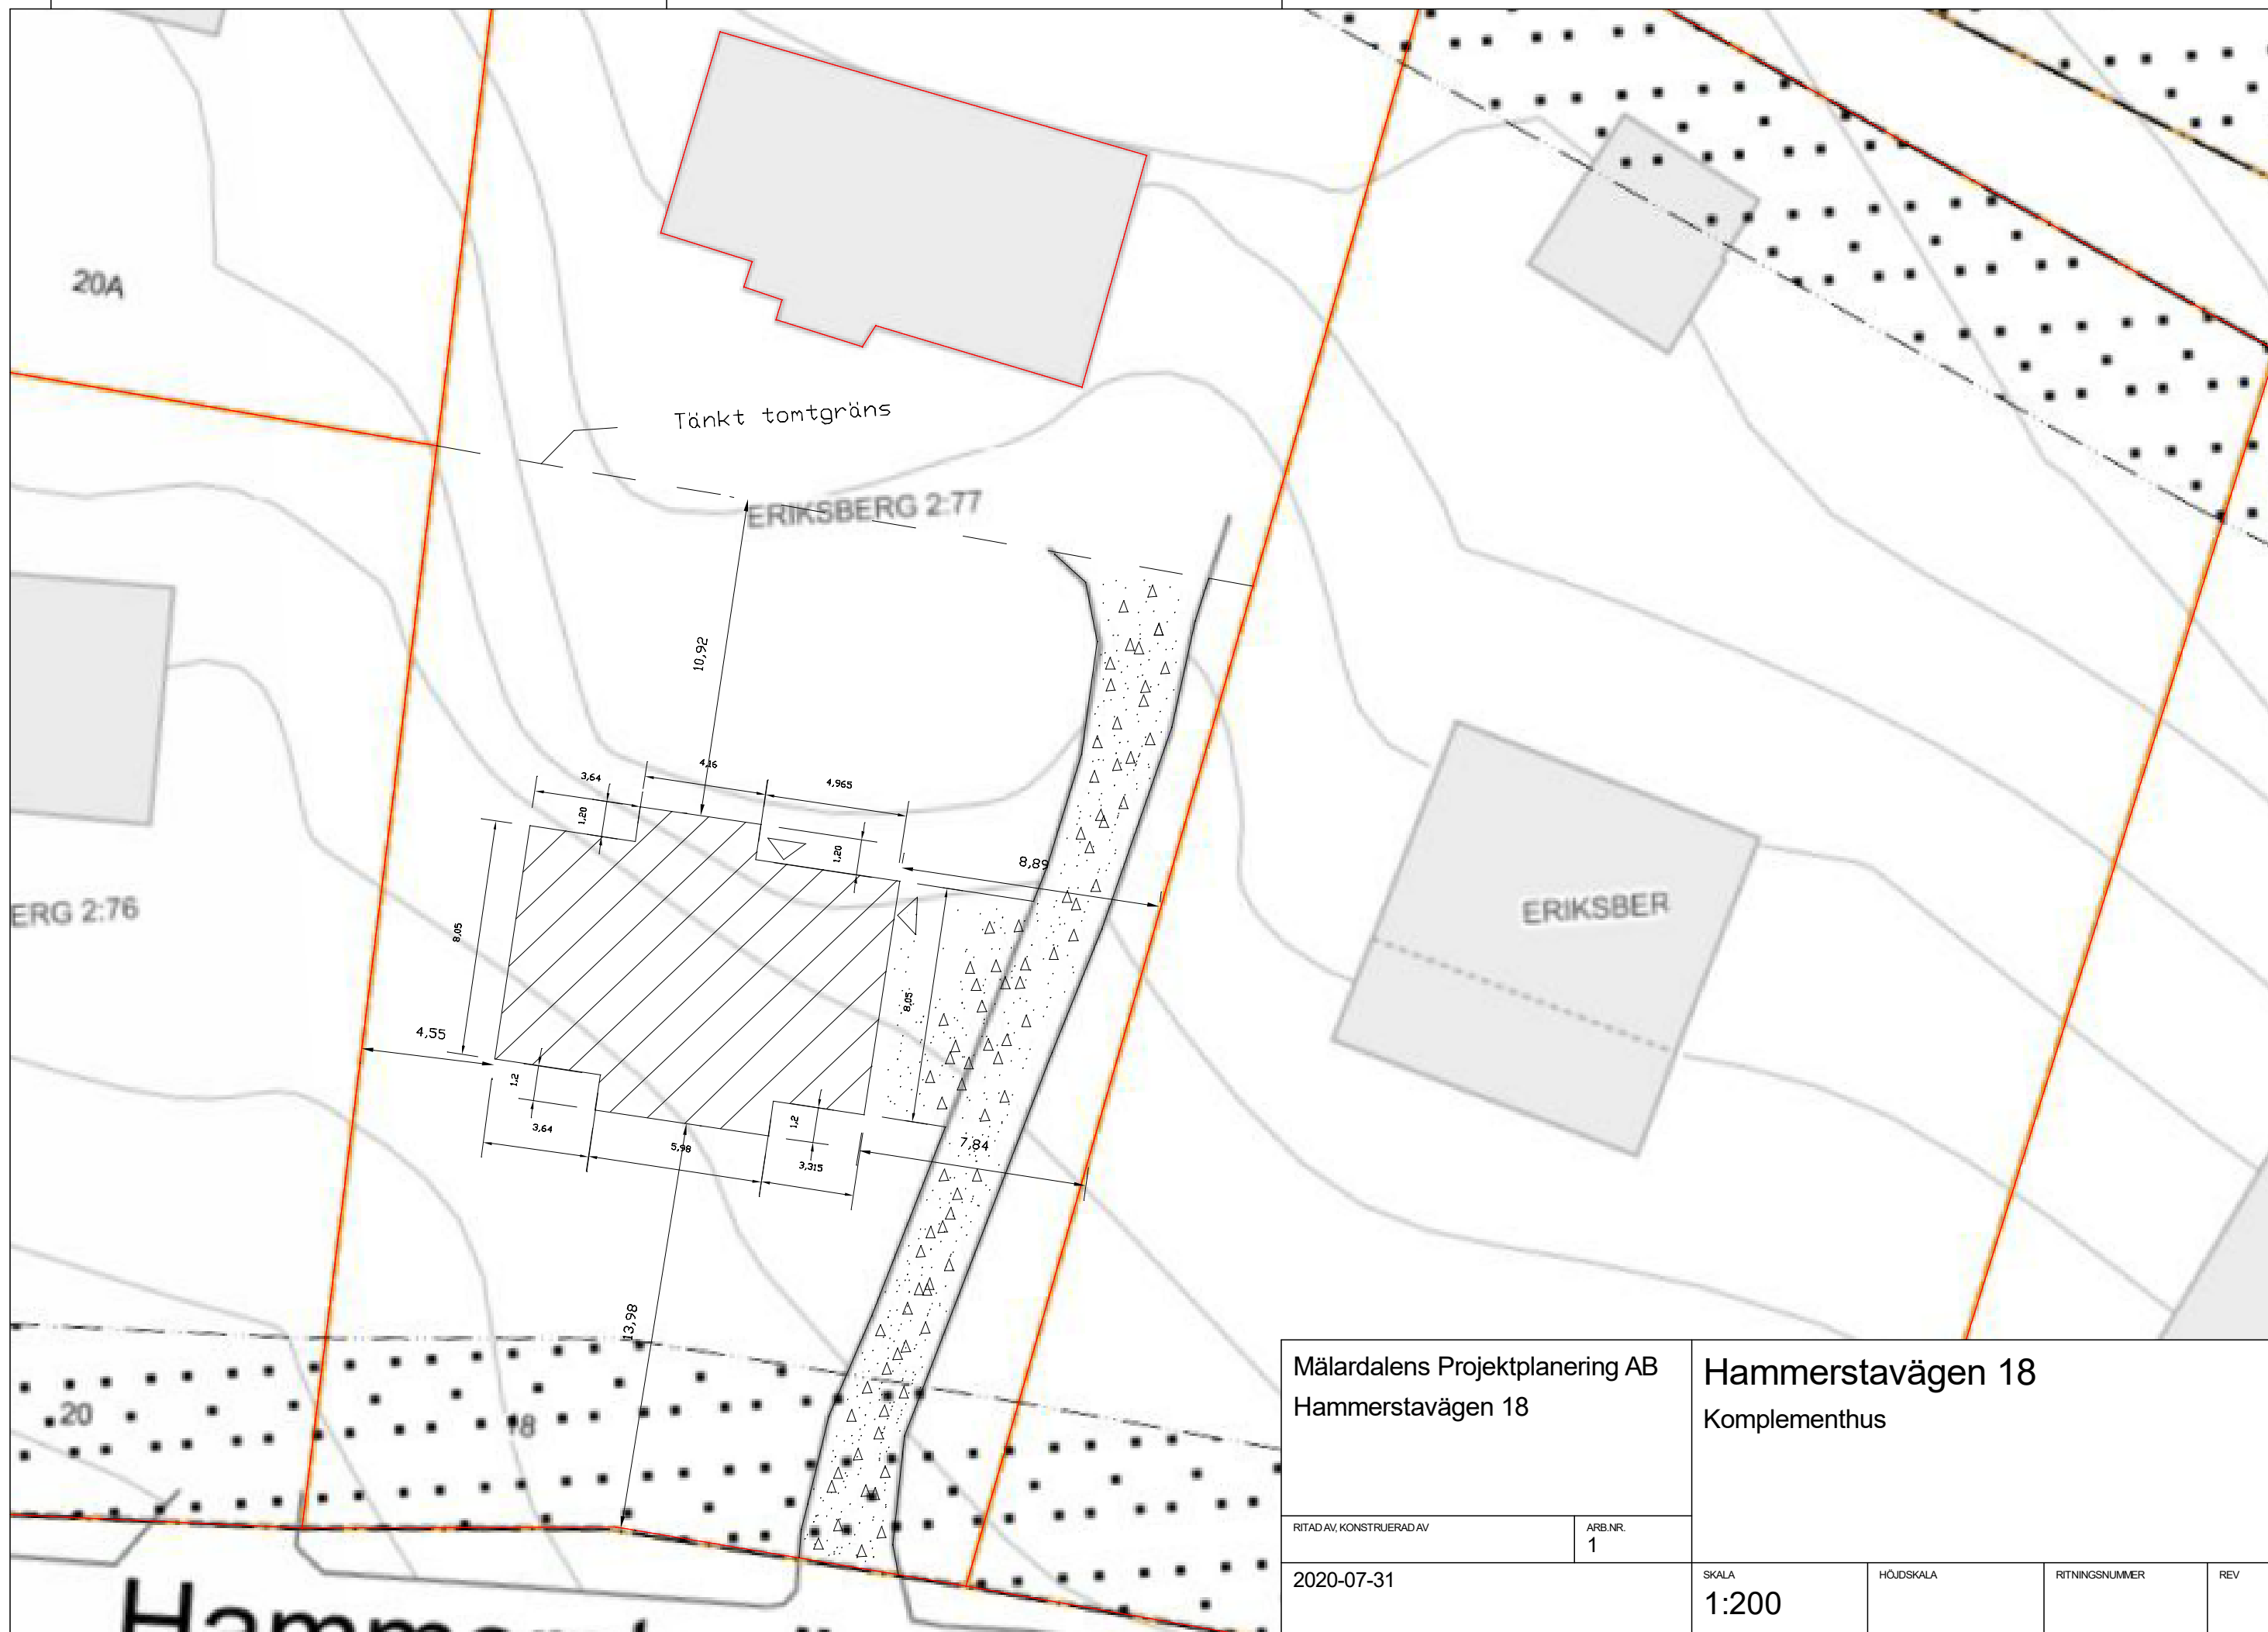 20A
Tänkt tomtgräns
ERIKSBERG 2:77
10,92
3,64
4,16
4,965
1,20
1,20
8,89
ERG 2:76
8,05
ERIKSBER
8,05
4,55
1,2
3,64
5,98
1,2
3,315
7,84
13,98
20
18
Mälardalens Projektplanering AB
Hammerstavägen 18
Hammerstavägen 18
Komplementhus
RITAD AV, KONSTRUERAD AV
ARB.NR.
1
2020-07-31
SKALA
1:200
HÖJDSKALA
RITNINGSNUMMER
REV